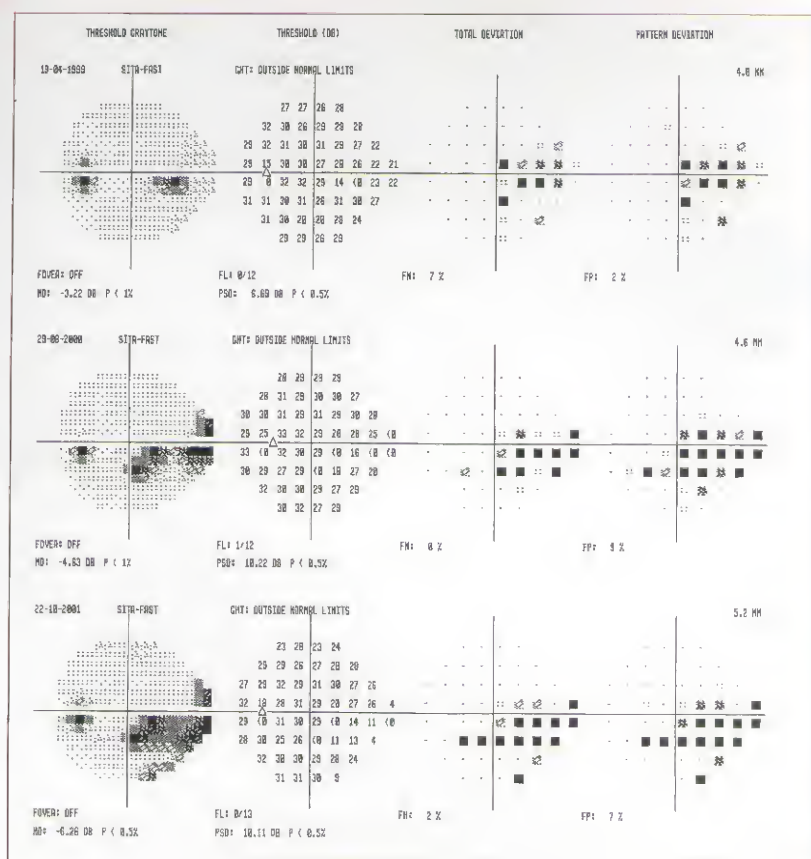 THRESHOLD GRAYTONE THRESHOLD (DB) TOTAL DEVIATION PATTERN DEVIATION
19-04-1999 SITA-FAST GHT: OUTSIDE NORMAL LIMITS 4.8 MM
27 27 26 28
32 30 26 29 29 28
29 32 31 30 31 29 27 22
29 15 30 30 27 28 26 22 21
29 0 32 32 29 14 <0 23 22
31 31 30 31 26 31 30 27
31 30 28 28 28 24
29 29 26 29
FOVEA: OFF FL: 0/12 FN: 7 % FP: 2 %
MD: -3.22 DB P < 1% PSD: 6.69 DB P < 0.5%
29-08-2000 SITA-FAST GHT: OUTSIDE NORMAL LIMITS 4.6 MM
28 29 29 29
28 31 29 30 30 27
30 30 31 29 31 29 30 28
29 25 33 32 29 26 28 25 <0
33 <0 32 30 29 <0 16 <0 <0
30 29 27 29 <0 19 27 20
32 30 30 29 27 29
30 32 27 29
FOVEA: OFF FL: 1/12 FN: 0 % FP: 9 %
MD: -4.63 DB P < 1% PSD: 10.22 DB P < 0.5%
22-10-2001 SITA-FAST GHT: OUTSIDE NORMAL LIMITS 5.2 MM
23 28 23 24
29 29 26 27 28 28
27 29 32 29 31 30 27 26
32 18 28 31 29 28 27 26 4
29 <0 31 30 29 <0 14 11 <0
28 30 25 26 <0 11 13 4
32 30 30 29 28 24
31 31 30 9
FOVEA: OFF FL: 0/13 FN: 2 % FP: 7 %
MD: -6.26 DB P < 0.5% PSD: 10.11 DB P < 0.5%